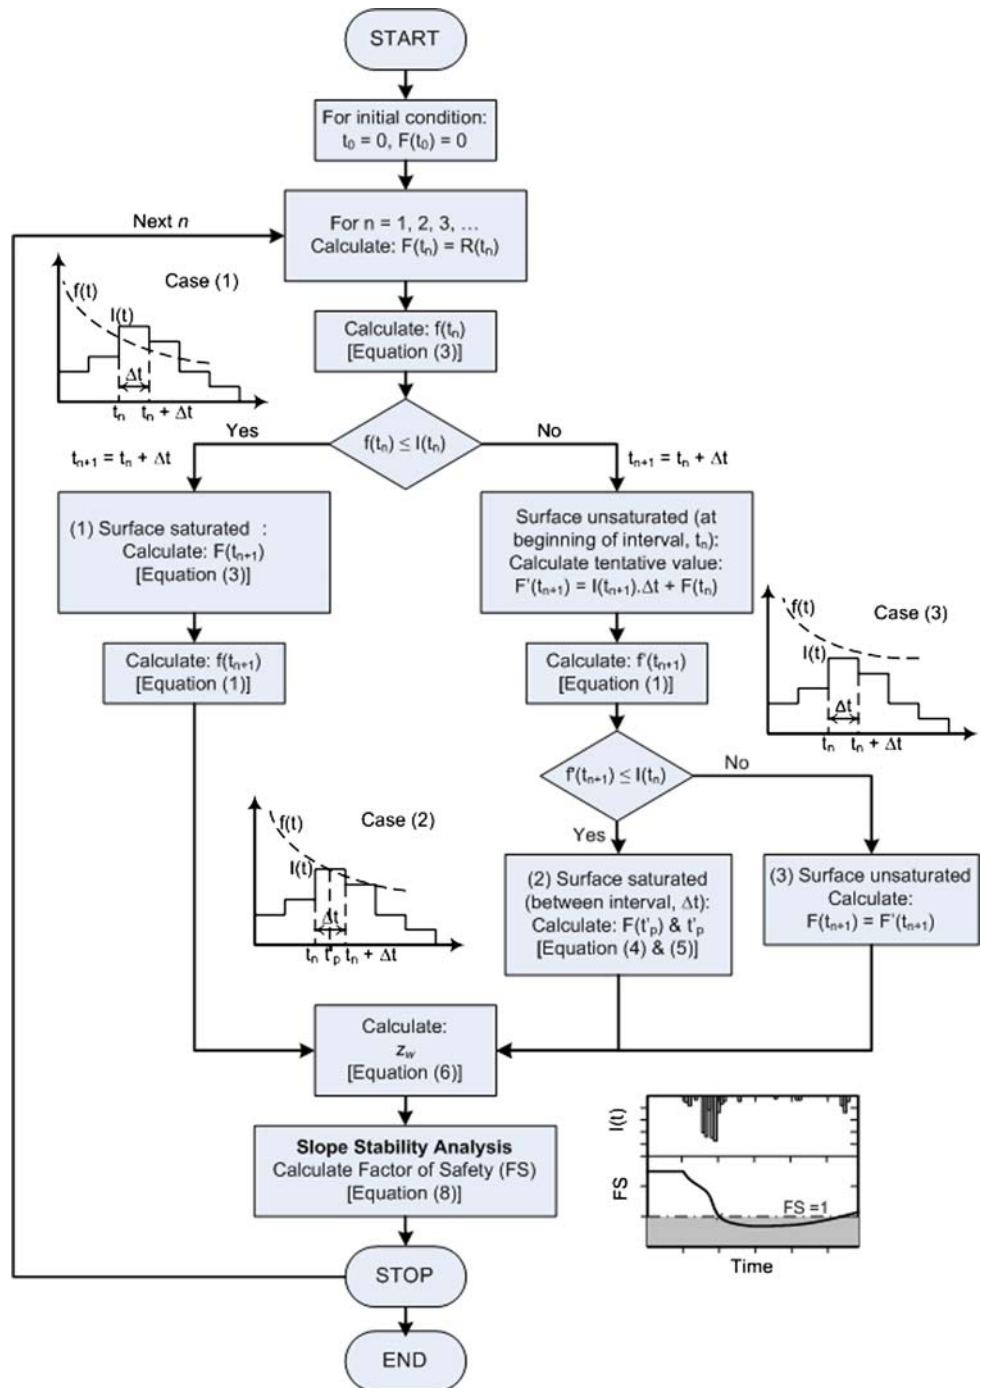 START
For initial condition:
t₀ = 0, F(t₀) = 0
Next n
For n = 1, 2, 3, ...
Calculate: F(tₙ) = R(tₙ)
Case (1)
f(t)
I(t)
Δt
tₙ tₙ + Δt
Calculate: f(tₙ)
[Equation (3)]
f(tₙ) ≤ I(tₙ)
Yes
No
tₙ₊₁ = tₙ + Δt
tₙ₊₁ = tₙ + Δt
(1) Surface saturated :
Calculate: F(tₙ₊₁)
[Equation (3)]
Calculate: f(tₙ₊₁)
[Equation (1)]
Surface unsaturated (at
beginning of interval, tₙ):
Calculate tentative value:
F'(tₙ₊₁) = I(tₙ₊₁).Δt + F(tₙ)
Calculate: f'(tₙ₊₁)
[Equation (1)]
Case (3)
f(t)
I(t)
Δt
tₙ tₙ + Δt
f'(tₙ₊₁) ≤ I(tₙ)
No
Yes
Case (2)
f(t)
I(t)
Δt
tₙ t'ₚ tₙ + Δt
(2) Surface saturated
(between interval, Δt):
Calculate: F(t'ₚ) & t'ₚ
[Equation (4) & (5)]
(3) Surface unsaturated
Calculate:
F(tₙ₊₁) = F'(tₙ₊₁)
Calculate:
z_w
[Equation (6)]
Slope Stability Analysis
Calculate Factor of Safety (FS)
[Equation (8)]
I(t)
FS
FS =1
Time
STOP
END